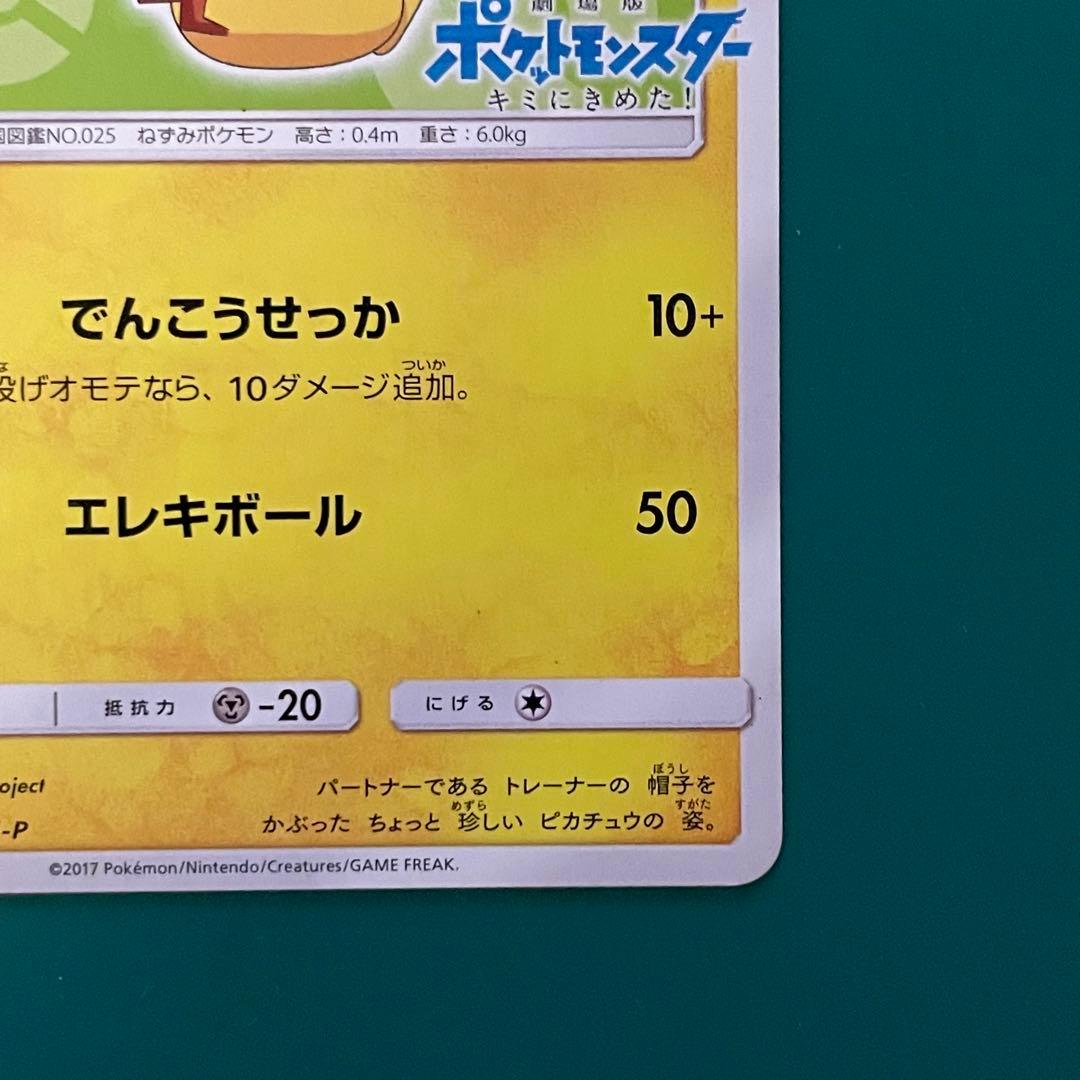 劇場版
ポケットモンスター
キミにきめた!
国図鑑NO.025 ねずみポケモン 高さ:0.4m 重さ:6.0kg
でんこうせっか 10+
な ついか
投げオモテなら、10ダメージ追加。
エレキボール 50
抵抗力 -20 にげる
oject
-P
ぼうし
パートナーである トレーナーの 帽子を
めずら すがた
かぶった ちょっと 珍しい ピカチュウの 姿。
©2017 Pokémon/Nintendo/Creatures/GAME FREAK.